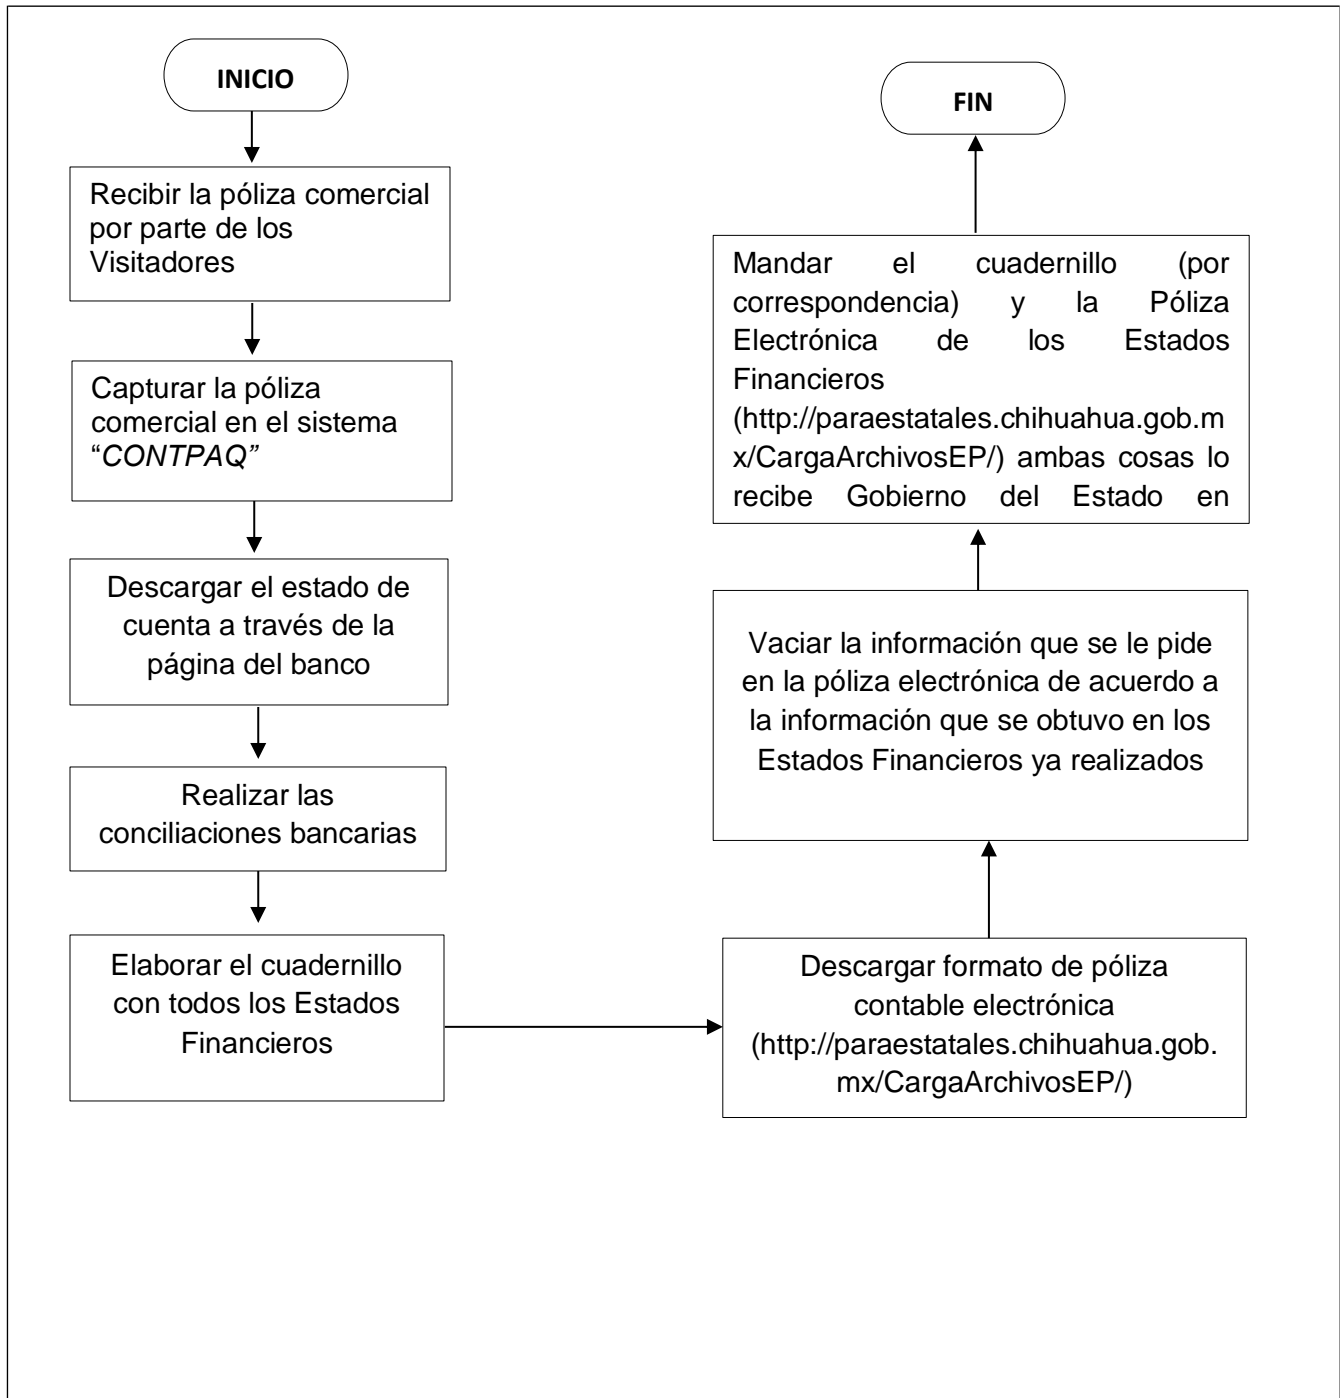 INICIO
Recibir la póliza comercial
por parte de los
Visitadores
Capturar la póliza
comercial en el sistema
“CONTPAQ”
Descargar el estado de
cuenta a través de la
página del banco
Realizar las
conciliaciones bancarias
Elaborar el cuadernillo
con todos los Estados
Financieros
Descargar formato de póliza
contable electrónica
(http://paraestatales.chihuahua.gob.
mx/CargaArchivosEP/)
Vaciar la información que se le pide
en la póliza electrónica de acuerdo a
la información que se obtuvo en los
Estados Financieros ya realizados
Mandar el cuadernillo (por
correspondencia) y la Póliza
Electrónica de los Estados
Financieros
(http://paraestatales.chihuahua.gob.m
x/CargaArchivosEP/) ambas cosas lo
recibe Gobierno del Estado en
FIN